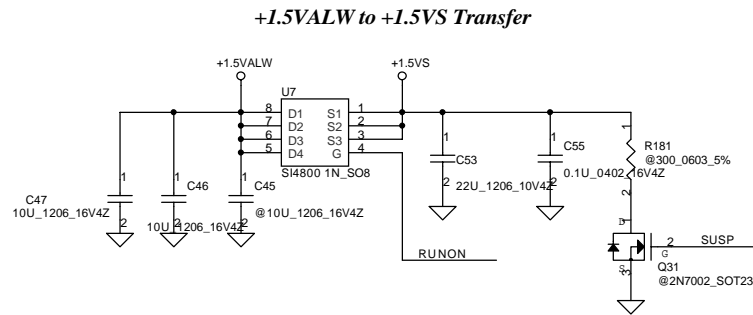 +1.5VALW to +1.5VS Transfer
+1.5VALW
+1.5VS
U7
8 D1 S1 1
7 D2 S2 2
6 D3 S3 3
5 D4 G 4
SI4800 1N_SO8
1
2
C47
10U_1206_16V4Z
1
2
C46
10U_1206_16V4Z
1
2
C45
@10U_1206_16V4Z
1
2
C53
22U_1206_10V4Z
1
2
C55
0.1U_0402_16V4Z
1
2
R181
@300_0603_5%
RUNON
1
D
2
G
S
3
SUSP
Q31
@2N7002_SOT23